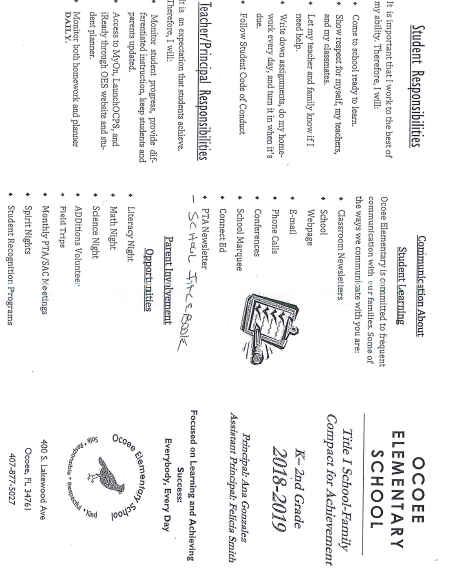 Student Responsibilities
It is important that I work to the best of
my ability. Therefore, I will:
Come to school ready to learn.
Show respect for myself, my teachers,
and my classmates.
Let my teacher and family know if I
need help.
Write down assignments, do my home-
work every day, and turn it in when it's
due.
Follow Student Code of Conduct
Teacher/Principal Responsibilities
It is an expectation that students achieve.
Therefore, I will:
Monitor student progress, provide dif-
ferentiated instruction, keep students and
parents updated.
Access to MyOn, LaunchOCPS, and
iReady through OES website and stu-
dent planner.
Monitor both homework and planner
DAILY.
Communication About
Student Learning
Ocoee Elementary is committed to frequent
communication with our families. Some of
the ways we communicate with you are:
Classroom Newsletters
School
Webpage
E-mail
Phone Calls
Conferences
School Marquee
Connect Ed
PTA Newsletter
- School
Parent Involvement
Opportunities
Literacy Night
Math Night
Science Night
ADDitions Volunteer
Field Trips
Monthly PTA/SAC Meetings
Spirit Nights
Student Recognition Programs
OCOEE
ELEMENTARY
SCHOOL
Title I School-Family
Compact for Achievement
K– 2nd Grade
2018-2019
Principal: Ana Gonzalez
Assistant Principal: Felicia Smith
Focused on Learning and Achieving
Success:
Everybody, Every Day
Ocoee Elementary School
400 S. Lakewood Ave
Ocoee, FL 34761
407-877-5027